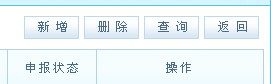 新 增 删 除 查 询 返 回
申报状态 操作